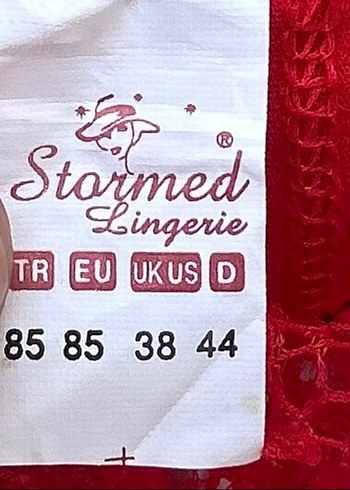 ®
Stormed
Lingerie
TR EU UK US D
85 85 38 44